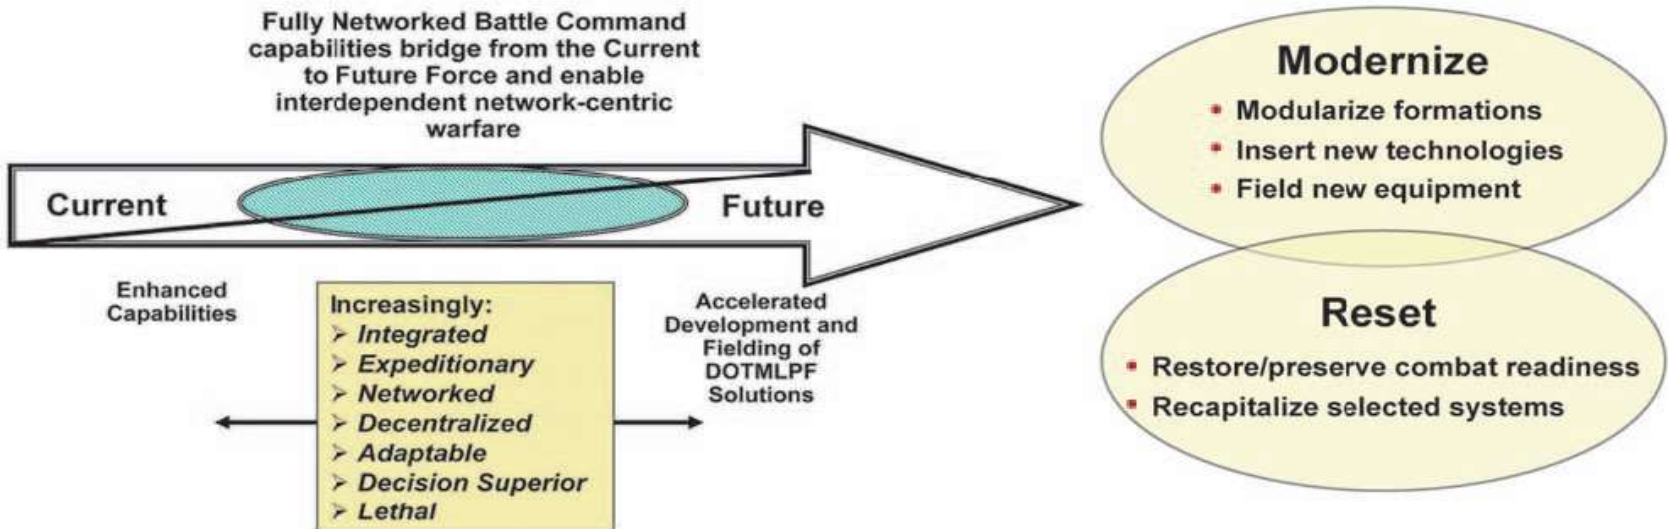 Fully Networked Battle Command
capabilities bridge from the Current
to Future Force and enable
interdependent network-centric
warfare
Current
Future
Enhanced
Capabilities
Increasingly:
➢ Integrated
➢ Expeditionary
➢ Networked
➢ Decentralized
➢ Adaptable
➢ Decision Superior
➢ Lethal
Accelerated
Development and
Fielding of
DOTMLPF
Solutions
Modernize
• Modularize formations
• Insert new technologies
• Field new equipment
Reset
• Restore/preserve combat readiness
• Recapitalize selected systems